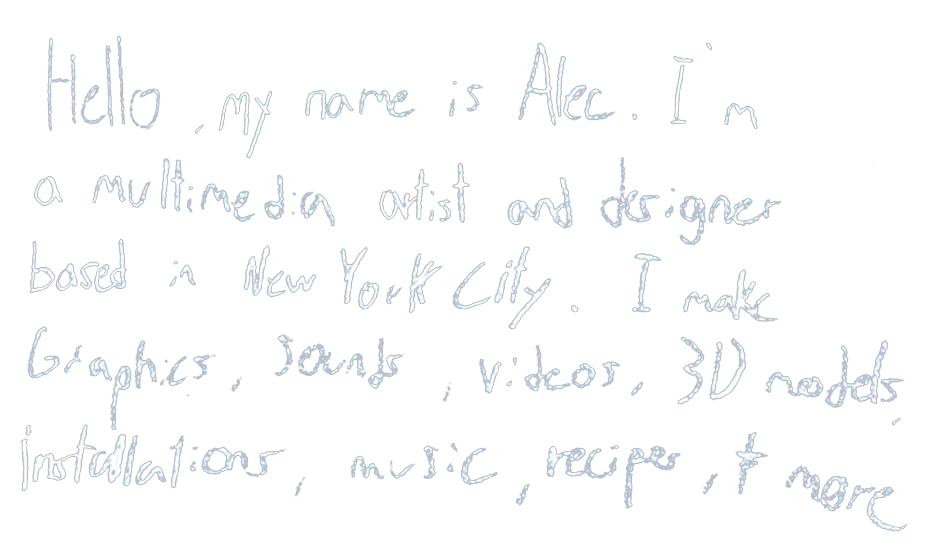 Hello, my name is Alec. I'm
a multimedia artist and designer
based in New York City. I make
Graphics, Sounds, videos, 3D models,
installations, music, recipes, + more